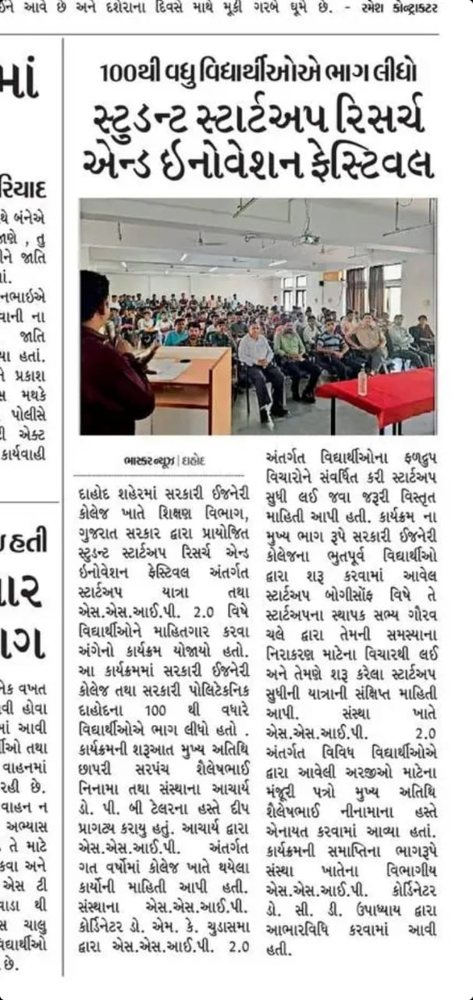 ઈને આવે છે અને દશેરાના દિવસે માથે મૂકી ગરબે ઘૂમે છે. - રમેશ કોન્ટ્રાક્ટર
માં
રિયાદ
થે બંનેએ
જાણે , તુ
ીને જાતિ
માં.
નભાઇએ
વાની ના
જાતિ
યા હતાં.
ને પ્રકાશ
સ મથકે
પોલીસે
ટી એક્ટ
કાર્યવાહી
હતી
ાર
ાગ
નેક વખત
વી હોવા
માં આવી
ર્થીઓ તથા
વાહનમાં
રહી છે.
વાહન ન
અભ્યાસ
તે માટે
કવા અને
એસ ટી
વાડા થી
સ ચાલુ
વિદ્યાર્થીઓ
છે.
100થી વધુ વિદ્યાર્થીઓએ ભાગ લીધો
સ્ટુડન્ટ સ્ટાર્ટઅપ રિસર્ચ
એન્ડ ઇનોવેશન ફેસ્ટિવલ
ભાસ્કર ન્યૂઝ | દાહોદ
દાહોદ શહેરમાં સરકારી ઈજનેરી
કોલેજ ખાતે શિક્ષણ વિભાગ,
ગુજરાત સરકાર દ્વારા પ્રાયોજિત
સ્ટુડન્ટ સ્ટાર્ટઅપ રિસર્ચ એન્ડ
ઇનોવેશન ફેસ્ટિવલ અંતર્ગત
સ્ટાર્ટઅપ યાત્રા તથા
એસ.એસ.આઈ.પી. 2.0 વિષે
વિદ્યાર્થીઓને માહિતગાર કરવા
અંગેનો કાર્યક્રમ યોજાયો હતો.
આ કાર્યક્રમમાં સરકારી ઈજનેરી
કોલેજ તથા સરકારી પોલિટેકનિક
દાહોદના 100 થી વધારે
વિદ્યાર્થીઓએ ભાગ લીધો હતો .
કાર્યક્રમની શરૂઆત મુખ્ય અતિથિ
છાપરી સરપંચ શૈલેષભાઈ
નિનામા તથા સંસ્થાના આચાર્ય
ડો. પી. બી ટેલરના હસ્તે દીપ
પ્રાગટ્ય કરાયુ હતું. આચાર્ય દ્વારા
એસ.એસ.આઈ.પી. અંતર્ગત
ગત વર્ષોમાં કોલેજ ખાતે થયેલા
કાર્યોની માહિતી આપી હતી.
સંસ્થાના એસ.એસ.આઈ.પી.
કોર્ડિનેટર ડો. એમ. કે. ચુડાસમા
દ્વારા એસ.એસ.આઈ.પી. 2.0
અંતર્ગત વિદ્યાર્થીઓના ફળદ્રુપ
વિચારોને સંવર્ધિત કરી સ્ટાર્ટઅપ
સુધી લઈ જવા જરૂરી વિસ્તૃત
માહિતી આપી હતી. કાર્યક્રમ ના
મુખ્ય ભાગ રૂપે સરકારી ઈજનેરી
કોલેજના ભુતપૂર્વ વિદ્યાર્થીઓ
દ્વારા શરૂ કરવામાં આવેલ
સ્ટાર્ટઅપ બોગીસોંફ વિષે તે
સ્ટાર્ટઅપના સ્થાપક સભ્ય ગૌરવ
ચલે દ્વારા તેમની સમસ્યાના
નિરાકરણ માટેના વિચારથી લઈ
અને તેમણે શરૂ કરેલા સ્ટાર્ટઅપ
સુધીની યાત્રાની સંક્ષિપ્ત માહિતી
આપી. સંસ્થા ખાતે
એસ.એસ.આઈ.પી. 2.0
અંતર્ગત વિવિધ વિદ્યાર્થીઓએ
દ્વારા આવેલી અરજીઓ માટેના
મંજૂરી પત્રો મુખ્ય અતિથિ
શૈલેષભાઈ નીનામાના હસ્તે
એનાયત કરવામાં આવ્યા હતાં.
કાર્યક્રમની સમાપ્તિના ભાગરૂપે
સંસ્થા ખાતેના વિભાગીય
એસ.એસ.આઈ.પી. કોર્ડિનેટર
ડો. સી. ડી. ઉપાધ્યાય દ્વારા
આભારવિધિ કરવામાં આવી
હતી.